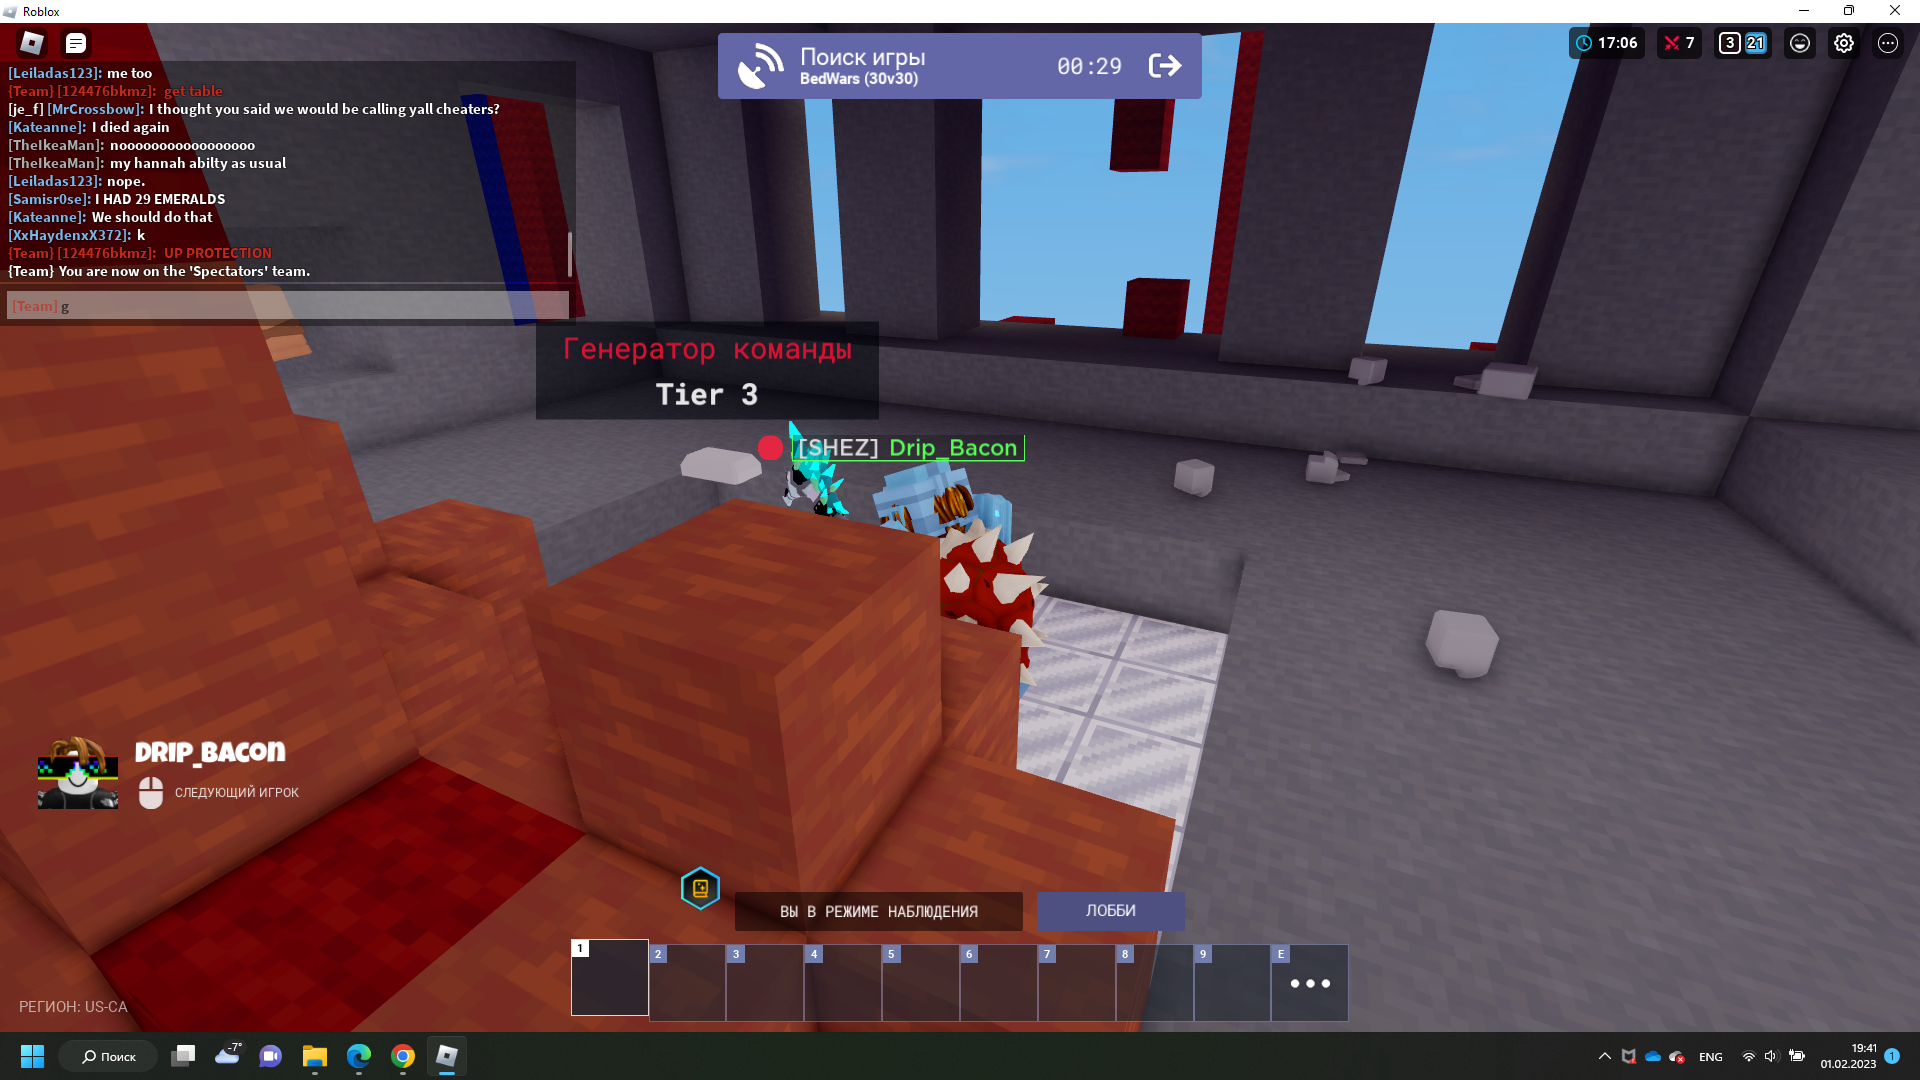 Roblox
[Leiladas123]: me too
{Team} [124476bkmz]: get table
[je_f] [MrCrossbow]: I thought you said we would be calling yall cheaters?
[Kateanne]: I died again
[TheIkeaMan]: nooooooooooooooooo
[TheIkeaMan]: my hannah abilty as usual
[Leiladas123]: nope.
[Samisr0se]: I HAD 29 EMERALDS
[Kateanne]: We should do that
[XxHaydenxX372]: k
{Team} [124476bkmz]: UP PROTECTION
{Team} You are now on the 'Spectators' team.
[Team] g
Поиск игры
BedWars (30v30)
00:29
17:06
7
3 21
Генератор команды
Tier 3
[SHEZ] Drip_Bacon
DRIP_BACON
СЛЕДУЮЩИЙ ИГРОК
ВЫ В РЕЖИМЕ НАБЛЮДЕНИЯ
ЛОББИ
1 2 3 4 5 6 7 8 9 E
РЕГИОН: US-CA
Поиск
-7°
ENG
19:41
01.02.2023
1